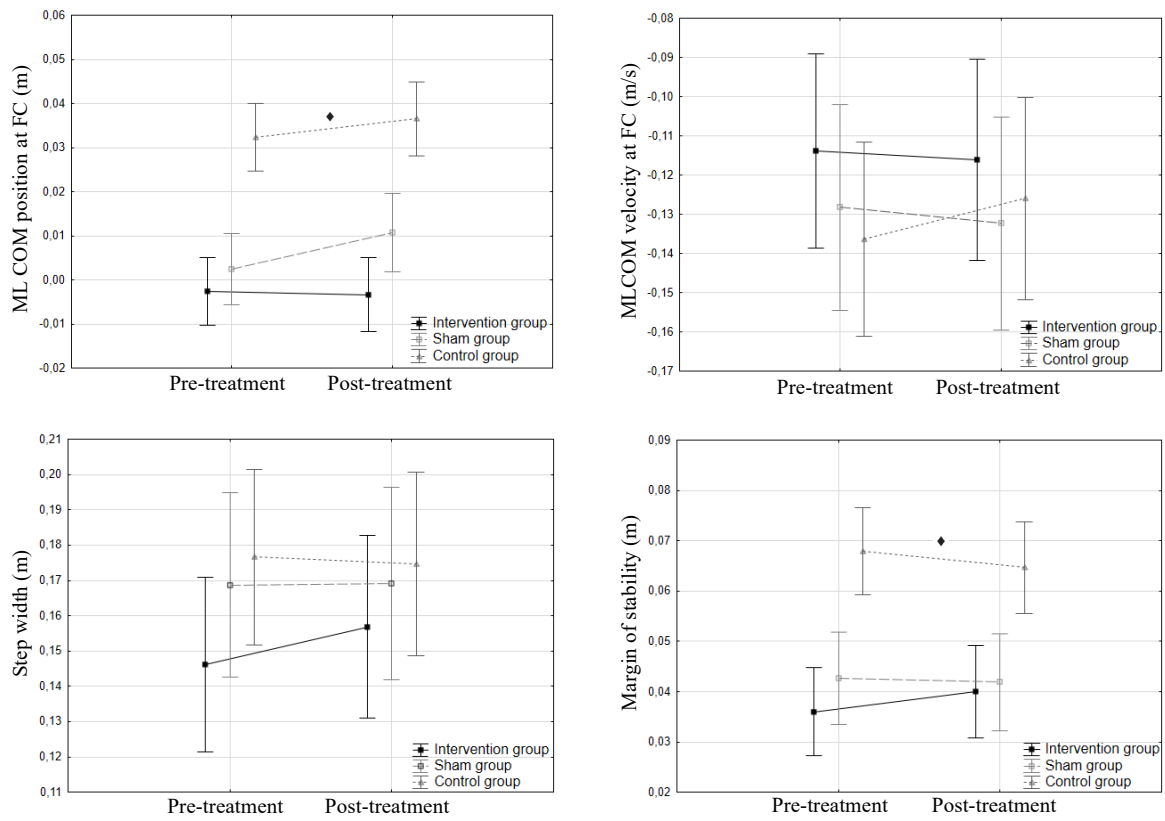 ML COM position at FC (m)
0,06
0,05
0,04
0,03
0,02
0,01
0,00
-0,01
-0,02
Intervention group
Sham group
Control group
Pre-treatment Post-treatment
MLCOM velocity at FC (m/s)
-0,08
-0,09
-0,10
-0,11
-0,12
-0,13
-0,14
-0,15
-0,16
-0,17
Intervention group
Sham group
Control group
Pre-treatment Post-treatment
Step width (m)
0,21
0,20
0,19
0,18
0,17
0,16
0,15
0,14
0,13
0,12
0,11
Intervention group
Sham group
Control group
Pre-treatment Post-treatment
Margin of stability (m)
0,09
0,08
0,07
0,06
0,05
0,04
0,03
0,02
Intervention group
Sham group
Control group
Pre-treatment Post-treatment